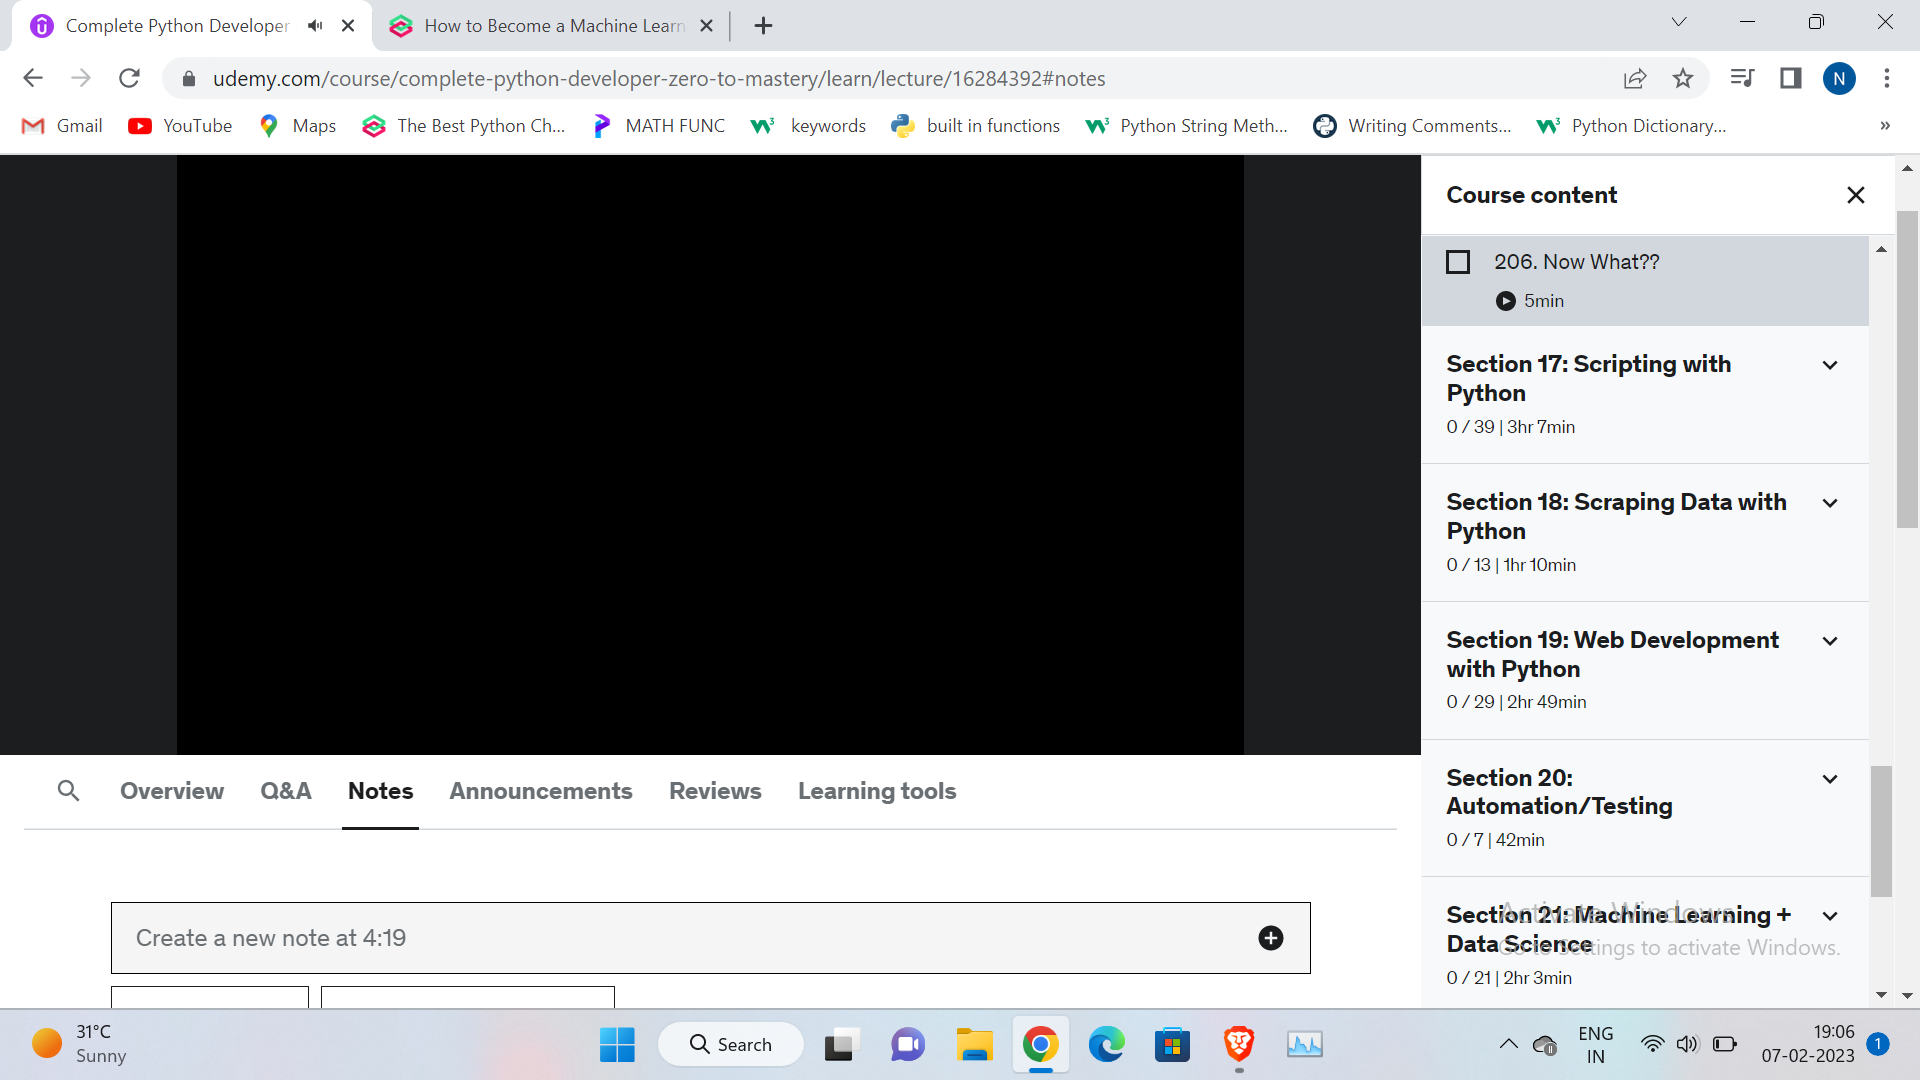 Complete Python Developer
How to Become a Machine Learn
udemy.com/course/complete-python-developer-zero-to-mastery/learn/lecture/16284392#notes
N
Gmail
YouTube
Maps
The Best Python Ch...
MATH FUNC
keywords
built in functions
Python String Meth...
Writing Comments...
Python Dictionary...
»
Course content
206. Now What??
5min
Section 17: Scripting with
Python
0 / 39 | 3hr 7min
Section 18: Scraping Data with
Python
0 / 13 | 1hr 10min
Section 19: Web Development
with Python
0 / 29 | 2hr 49min
Section 20:
Automation/Testing
0 / 7 | 42min
Section 21: Machine Learning +
Data Science
0 / 21 | 2hr 3min
Activate Windows
Go to Settings to activate Windows.
Overview
Q&A
Notes
Announcements
Reviews
Learning tools
Create a new note at 4:19
31°C
Sunny
Search
ENG
IN
19:06
07-02-2023
1